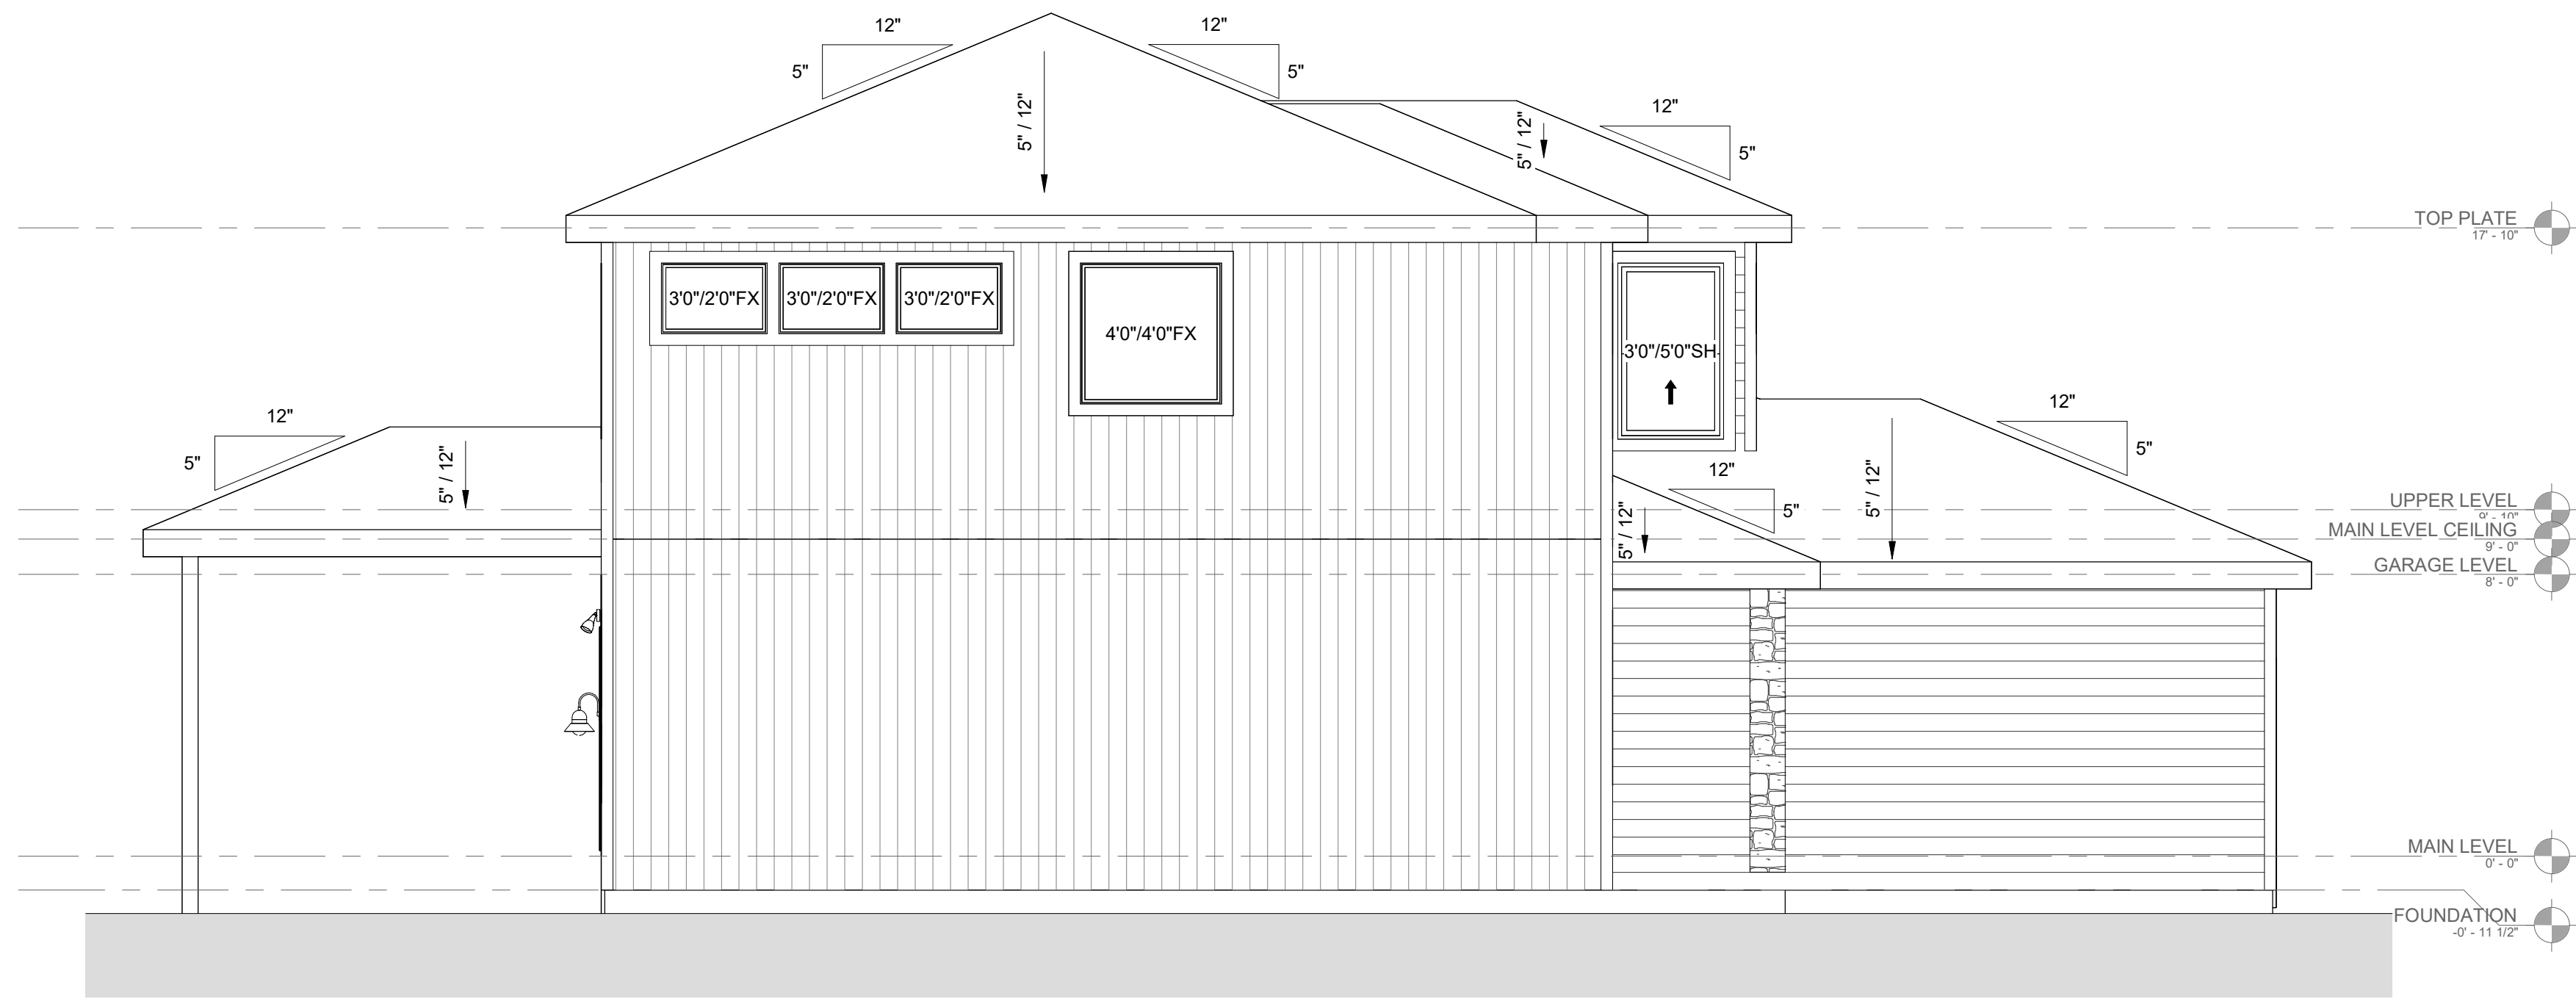 12"
12"
5"
5"
5" / 12"
12"
5" / 12"
5"
TOP PLATE
17' - 10"
3'0"/2'0"FX
3'0"/2'0"FX
3'0"/2'0"FX
4'0"/4'0"FX
3'0"/5'0"SH
12"
12"
5"
5" / 12"
5"
12"
5" / 12"
5"
5" / 12"
UPPER LEVEL
9' - 10"
MAIN LEVEL CEILING
9' - 0"
GARAGE LEVEL
8' - 0"
MAIN LEVEL
0' - 0"
FOUNDATION
-0' - 11 1/2"